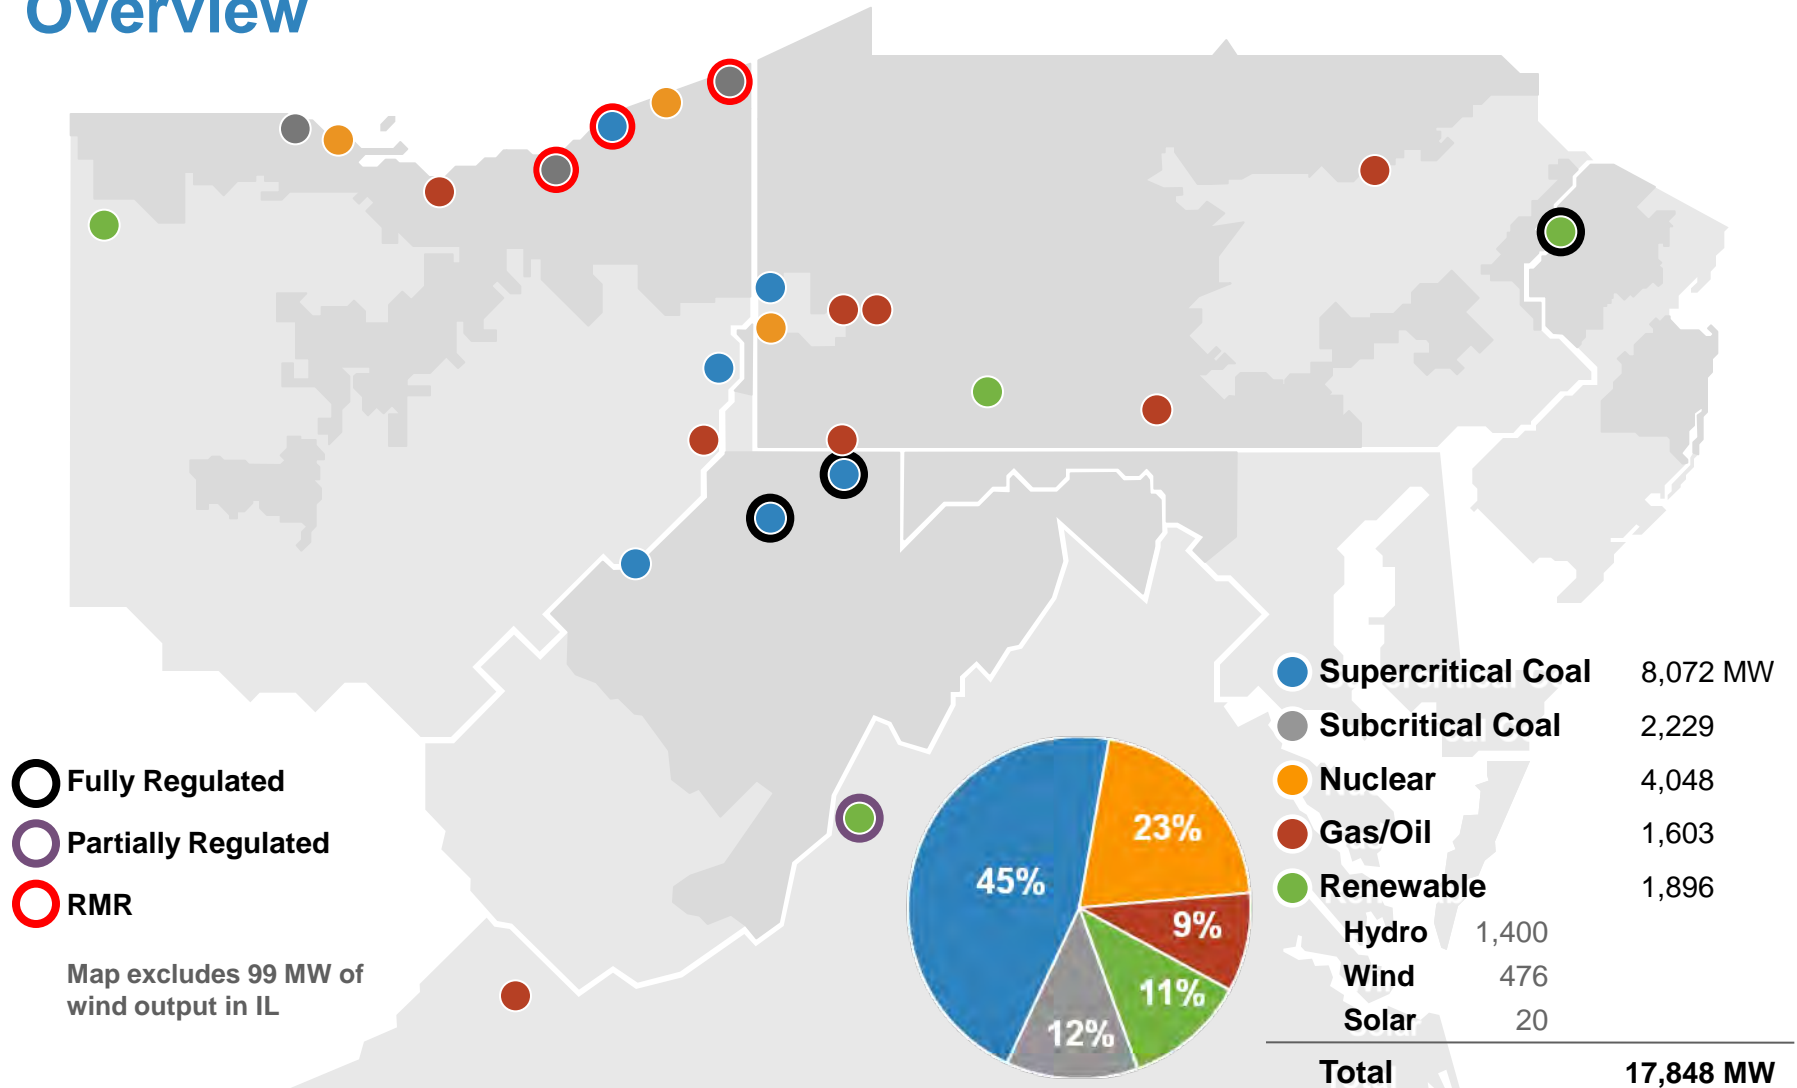 Overview
Fully Regulated
Partially Regulated
RMR
Map excludes 99 MW of
wind output in IL
45%
23%
9%
11%
12%
Supercritical Coal 8,072 MW
Subcritical Coal 2,229
Nuclear 4,048
Gas/Oil 1,603
Renewable 1,896
Hydro 1,400
Wind 476
Solar 20
Total 17,848 MW